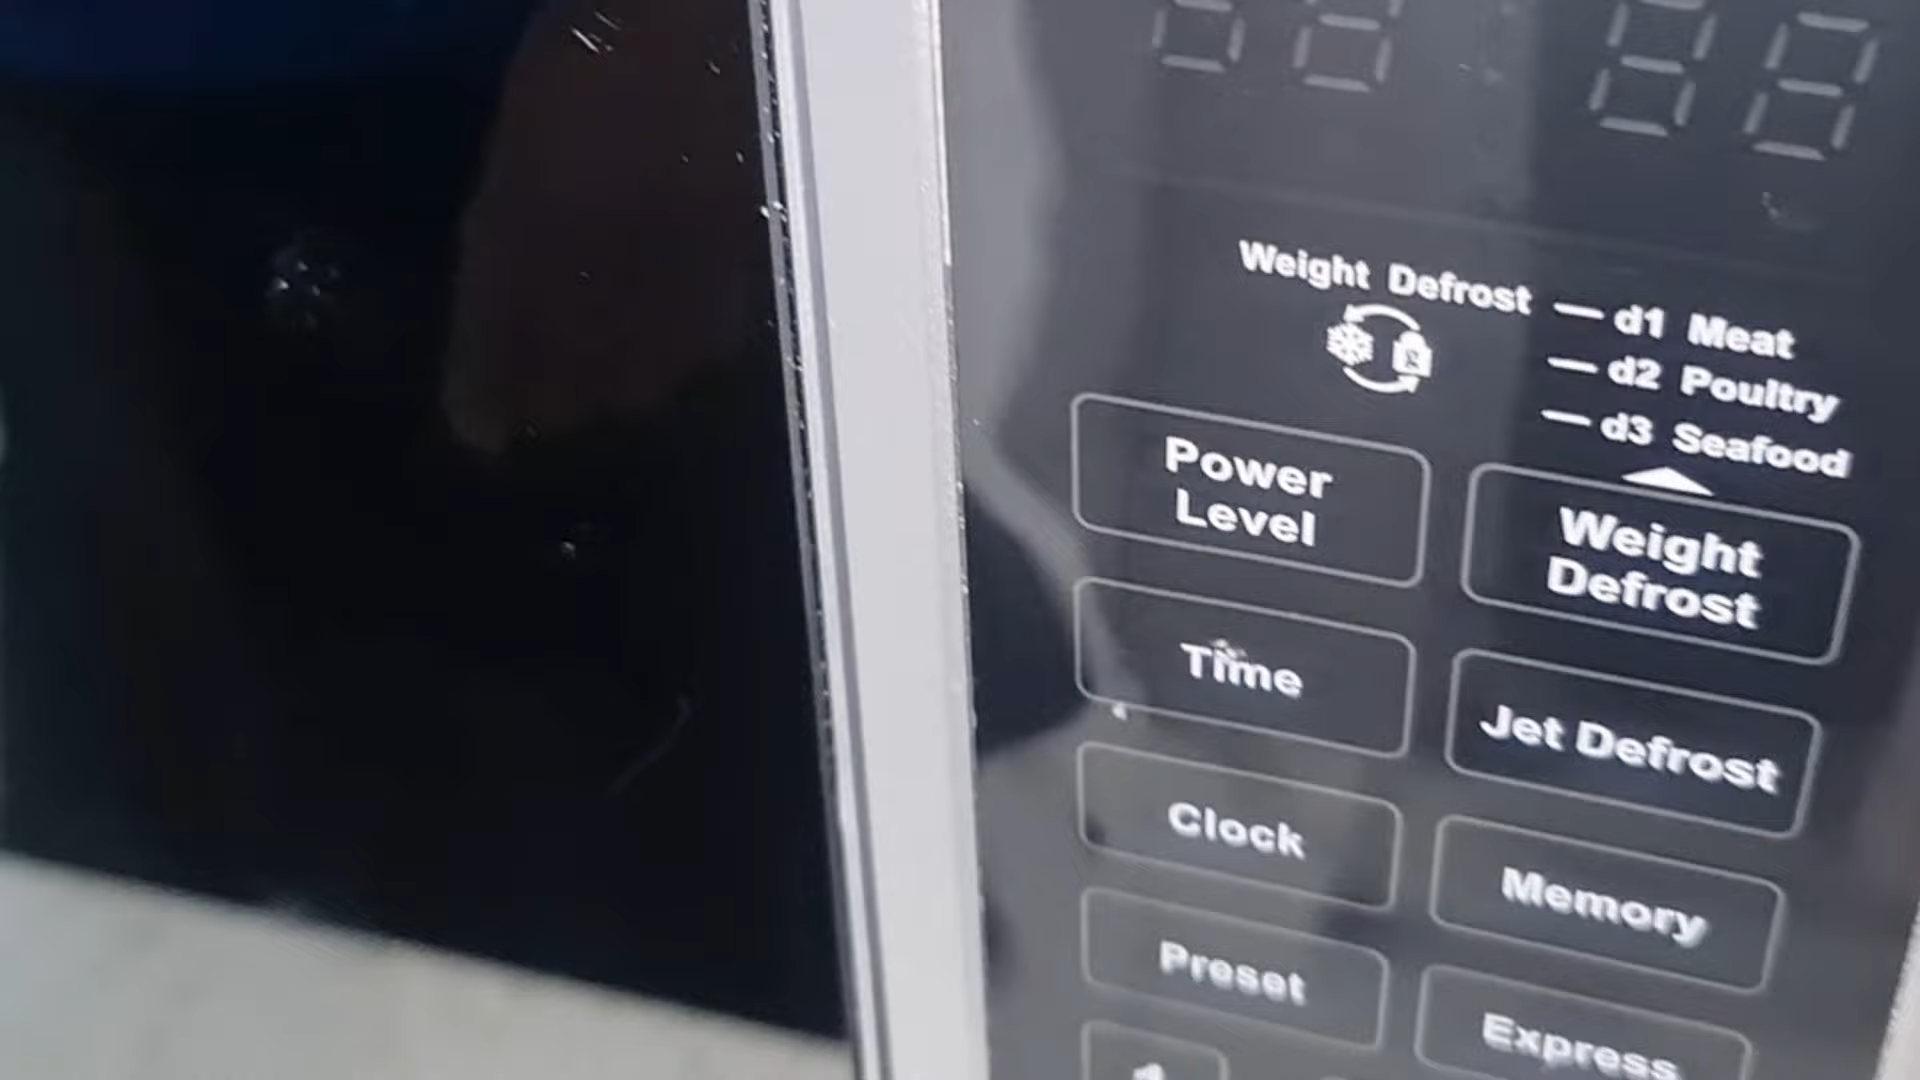 Weight Defrost — d1 Meat
— d2 Poultry
— d3 Seafood
Power
Level
Weight
Defrost
Time
Jet Defrost
Clock
Memory
Preset
Express